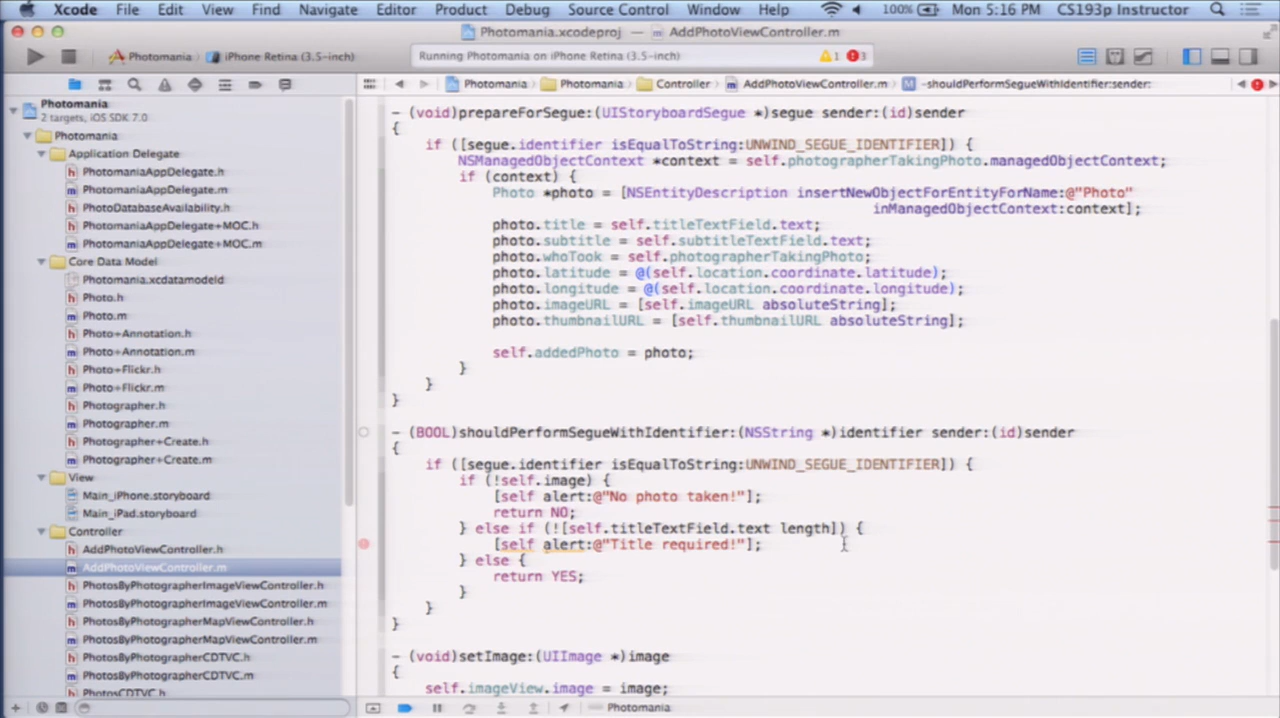 Xcode File Edit View Find Navigate Editor Product Debug Source Control Window Help 100% Mon 5:16 PM CS193p Instructor
Photomania.xcodeproj — AddPhotoViewController.m
Photomania iPhone Retina (3.5-inch) Running Photomania on iPhone Retina (3.5-inch) 1 3
Photomania Photomania Controller AddPhotoViewController.m M -shouldPerformSegueWithIdentifier:sender:
Photomania
2 targets, iOS SDK 7.0
Photomania
Application Delegate
h PhotomaniaAppDelegate.h
m PhotomaniaAppDelegate.m
h PhotoDatabaseAvailability.h
h PhotomaniaAppDelegate+MOC.h
m PhotomaniaAppDelegate+MOC.m
Core Data Model
Photomania.xcdatamodeld
h Photo.h
m Photo.m
h Photo+Annotation.h
m Photo+Annotation.m
h Photo+Flickr.h
m Photo+Flickr.m
h Photographer.h
m Photographer.m
h Photographer+Create.h
m Photographer+Create.m
View
Main_iPhone.storyboard
Main_iPad.storyboard
Controller
h AddPhotoViewController.h
m AddPhotoViewController.m
h PhotosByPhotographerImageViewController.h
m PhotosByPhotographerImageViewController.m
h PhotosByPhotographerMapViewController.h
m PhotosByPhotographerMapViewController.m
h PhotosByPhotographerCDTVC.h
m PhotosByPhotographerCDTVC.m
h PhotosCDTVC.h
- (void)prepareForSegue:(UIStoryboardSegue *)segue sender:(id)sender
{
if ([segue.identifier isEqualToString:UNWIND_SEGUE_IDENTIFIER]) {
NSManagedObjectContext *context = self.photographerTakingPhoto.managedObjectContext;
if (context) {
Photo *photo = [NSEntityDescription insertNewObjectForEntityForName:@"Photo"
inManagedObjectContext:context];
photo.title = self.titleTextField.text;
photo.subtitle = self.subtitleTextField.text;
photo.whoTook = self.photographerTakingPhoto;
photo.latitude = @(self.location.coordinate.latitude);
photo.longitude = @(self.location.coordinate.longitude);
photo.imageURL = [self.imageURL absoluteString];
photo.thumbnailURL = [self.thumbnailURL absoluteString];
self.addedPhoto = photo;
}
}
}
- (BOOL)shouldPerformSegueWithIdentifier:(NSString *)identifier sender:(id)sender
{
if ([segue.identifier isEqualToString:UNWIND_SEGUE_IDENTIFIER]) {
if (!self.image) {
[self alert:@"No photo taken!"];
return NO;
} else if (![self.titleTextField.text length]) {
[self alert:@"Title required!"];
} else {
return YES;
}
}
}
- (void)setImage:(UIImage *)image
{
self.imageView.image = image;
Photomania